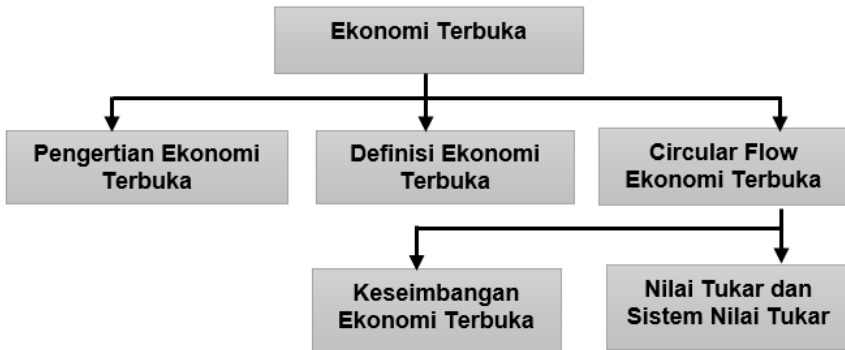 Ekonomi Terbuka
Pengertian Ekonomi
Terbuka
Definisi Ekonomi
Terbuka
Circular Flow
Ekonomi Terbuka
Keseimbangan
Ekonomi Terbuka
Nilai Tukar dan
Sistem Nilai Tukar